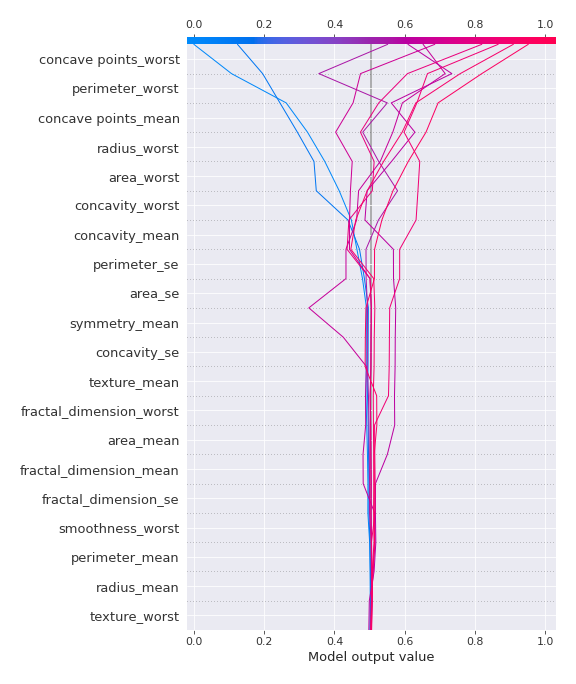 0.0 0.2 0.4 0.6 0.8 1.0
concave points_worst
perimeter_worst
concave points_mean
radius_worst
area_worst
concavity_worst
concavity_mean
perimeter_se
area_se
symmetry_mean
concavity_se
texture_mean
fractal_dimension_worst
area_mean
fractal_dimension_mean
fractal_dimension_se
smoothness_worst
perimeter_mean
radius_mean
texture_worst
0.0 0.2 0.4 0.6 0.8 1.0
Model output value